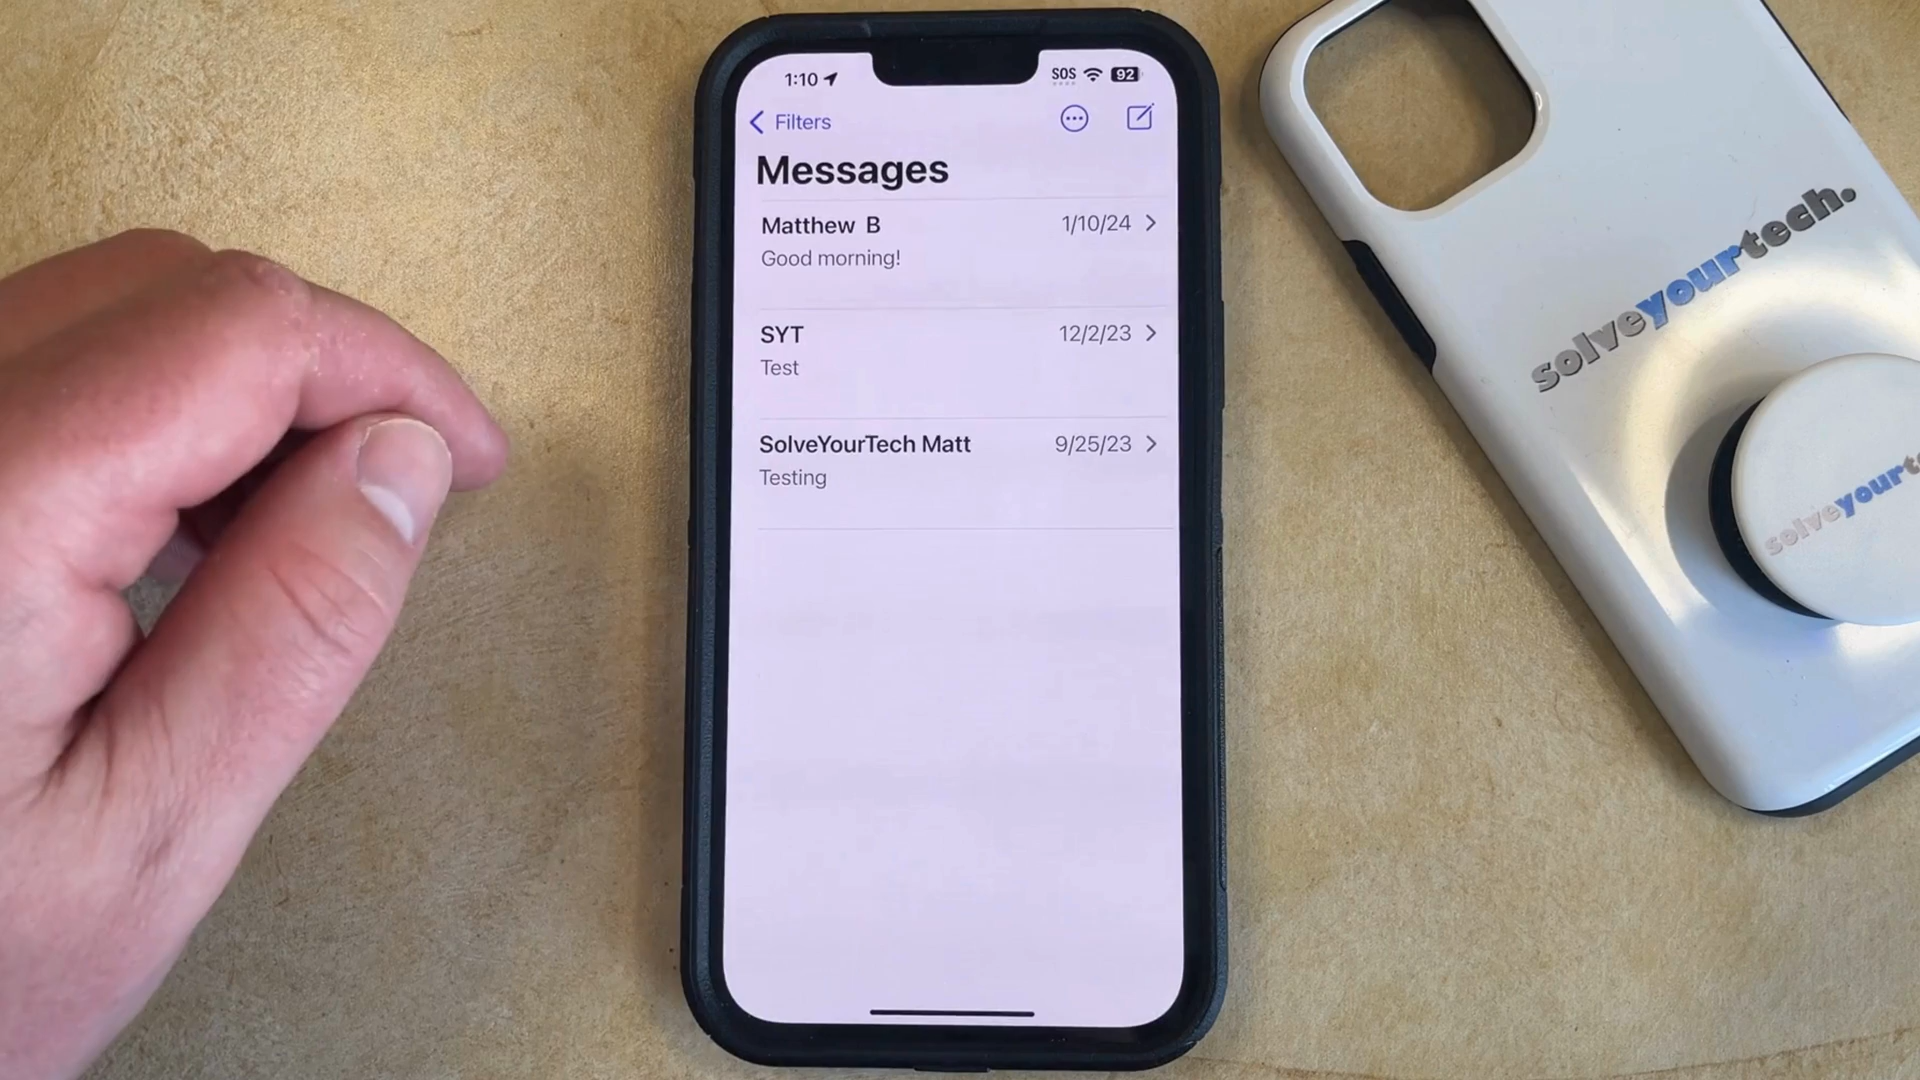 1:10
SOS 92
Filters
Messages
Matthew B 1/10/24
Good morning!
SYT 12/2/23
Test
SolveYourTech Matt 9/25/23
Testing
solveyourtech.
solveyourte